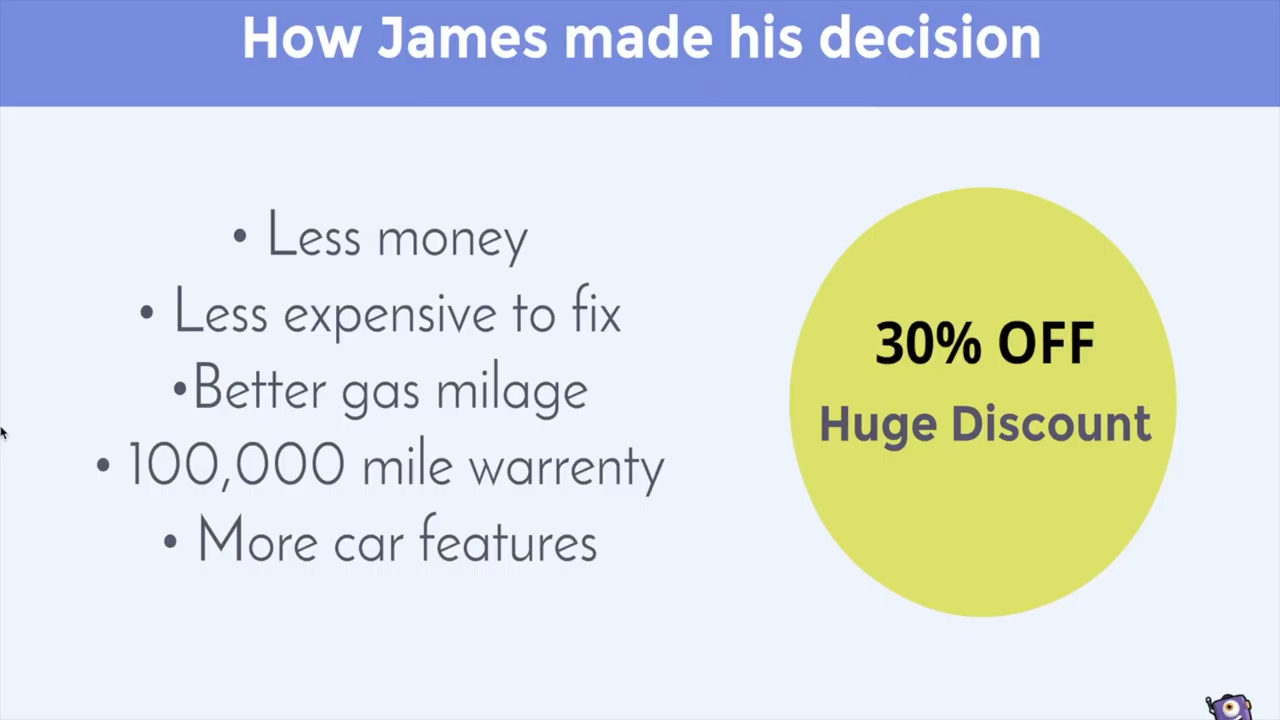 How James made his decision
• Less money
• Less expensive to fix
•Better gas milage
• 100,000 mile warrenty
• More car features
30% OFF
Huge Discount